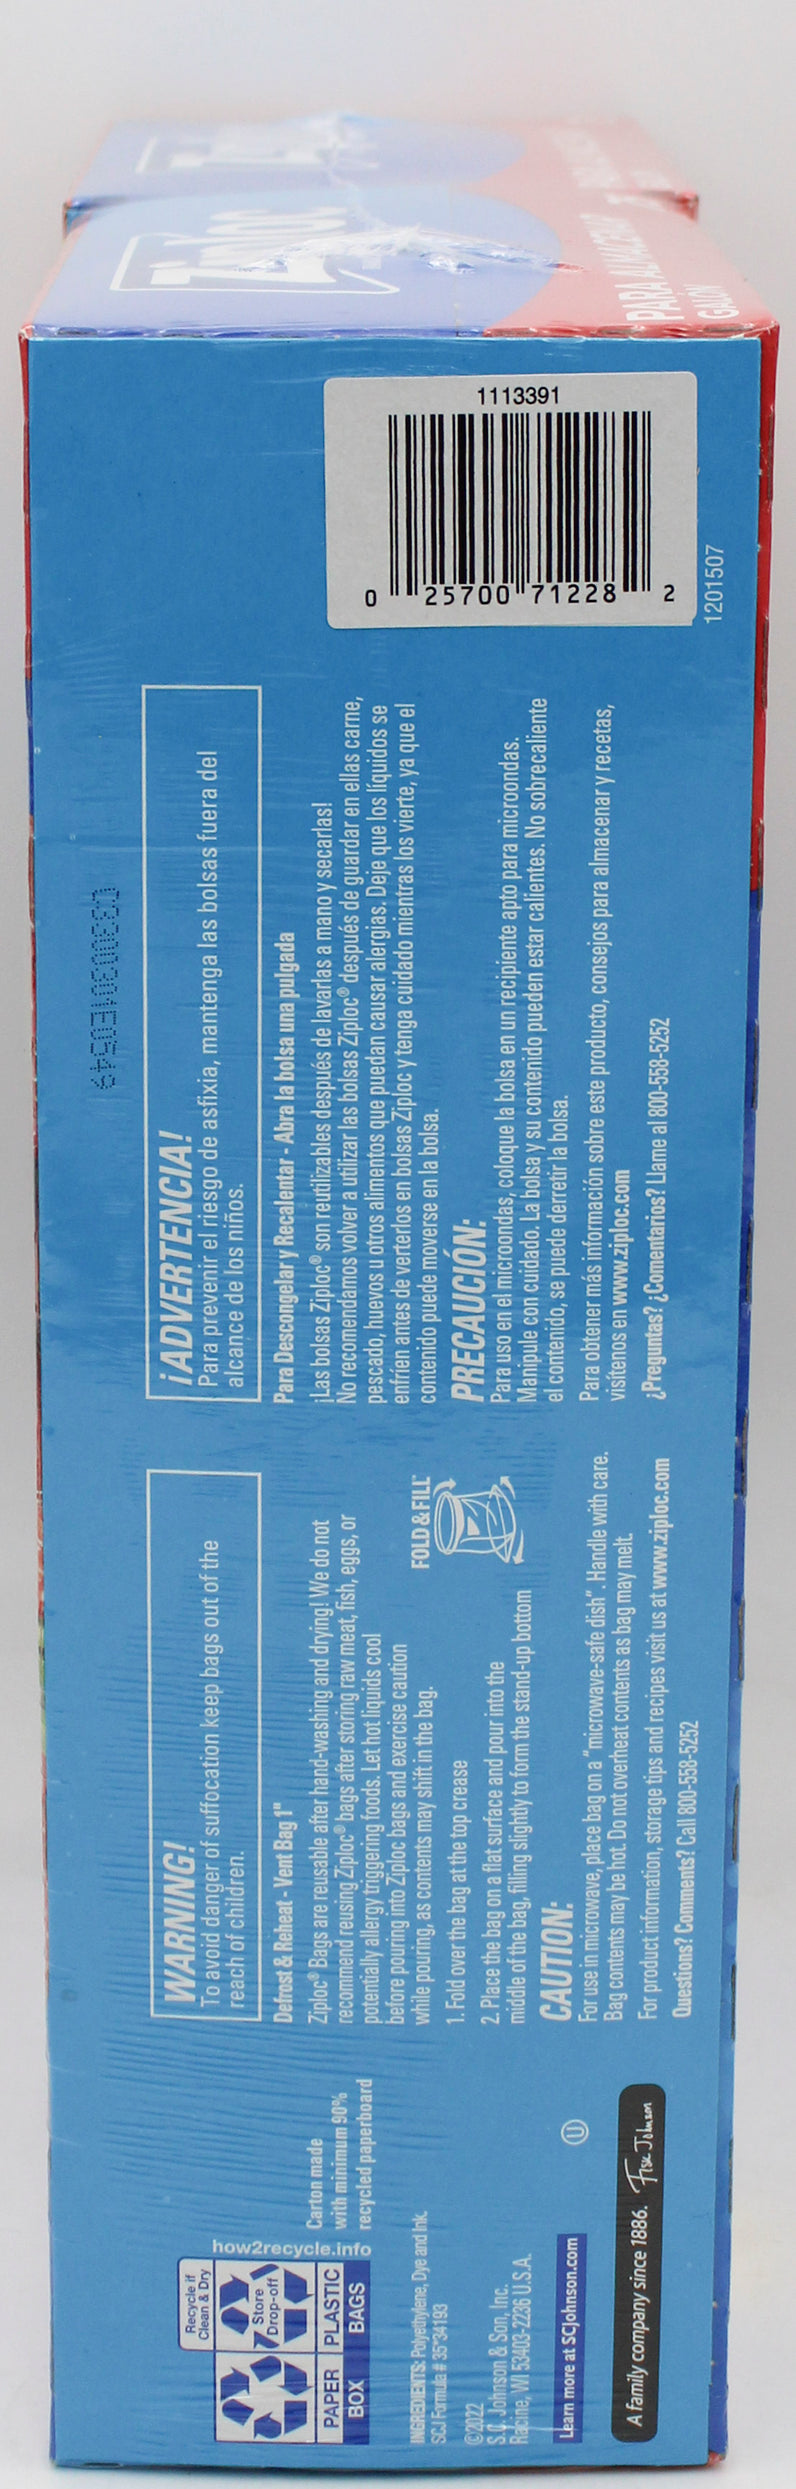 Ziploc
PARA ALMACENAR
GALÓN
1113391
0 25700 71228 2
1201507
¡ADVERTENCIA!
Para prevenir el riesgo de asfixia, mantenga las bolsas fuera del
alcance de los niños.
Para Descongelar y Recalentar - Abra la bolsa una pulgada
¡Las bolsas Ziploc® son reutilizables después de lavarlas a mano y secarlas!
No recomendamos volver a utilizar las bolsas Ziploc® después de guardar en ellas carne,
pescado, huevos u otros alimentos que puedan causar alergias. Deje que los líquidos se
enfríen antes de verterlos en bolsas Ziploc y tenga cuidado mientras los vierte, ya que el
contenido puede moverse en la bolsa.
PRECAUCIÓN:
Para uso en el microondas, coloque la bolsa en un recipiente apto para microondas.
Manipule con cuidado. La bolsa y su contenido pueden estar calientes. No sobrecaliente
el contenido, se puede derretir la bolsa.
Para obtener más información sobre este producto, consejos para almacenar y recetas,
visítenos en www.ziploc.com
¿Preguntas? ¿Comentarios? Llame al 800-558-5252
WARNING!
To avoid danger of suffocation keep bags out of the
reach of children.
Defrost & Reheat - Vent Bag 1"
Ziploc® Bags are reusable after hand-washing and drying! We do not
recommend reusing Ziploc® bags after storing raw meat, fish, eggs, or
potentially allergy triggering foods. Let hot liquids cool
before pouring into Ziploc bags and exercise caution
while pouring, as contents may shift in the bag.
FOLD & FILL™
1. Fold over the bag at the top crease
2. Place the bag on a flat surface and pour into the
middle of the bag, filling slightly to form the stand-up bottom
CAUTION:
For use in microwave, place bag on a "microwave-safe dish". Handle with care.
Bag contents may be hot. Do not overheat contents as bag may melt.
For product information, storage tips and recipes visit us at www.ziploc.com
Questions? Comments? Call 800-558-5252
Recycle if
Clean & Dry
Store
Drop-off
PAPER
BOX
PLASTIC
BAGS
how2recycle.info
Carton made
with minimum 90%
recycled paperboard
INGREDIENTS: Polyethylene, Dye and Ink.
SCJ Formula # 35*34193
©2022
S.C. Johnson & Son, Inc.
Racine, WI 53403-2236 U.S.A.
U
Learn more at SCJohnson.com
A family company since 1886. Fisk Johnson